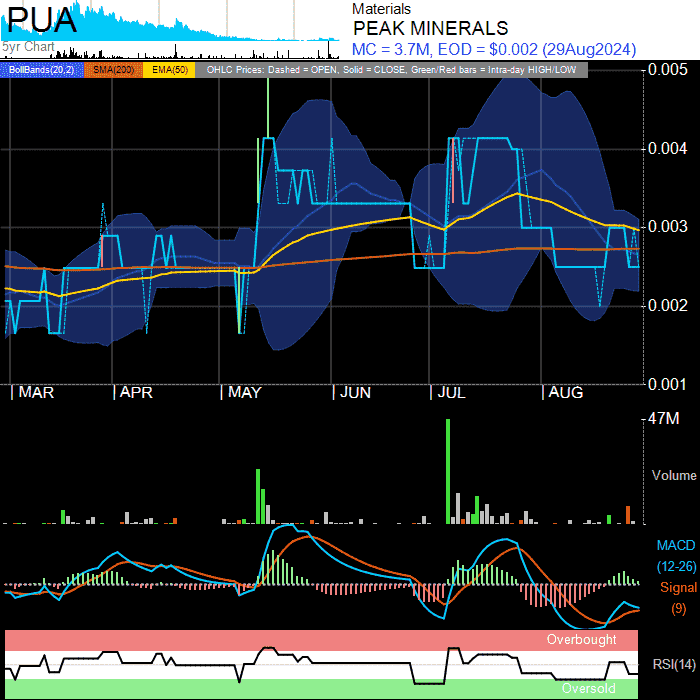 PUA
5yr Chart
Materials
PEAK MINERALS
MC = 3.7M, EOD = $0.002 (29Aug2024)
BollBands(20,2) SMA(200) EMA(50) OHLC Prices: Dashed = OPEN, Solid = CLOSE, Green/Red bars = Intra-day HIGH/LOW
0.005
0.004
0.003
0.002
0.001
MAR APR MAY JUN JUL AUG
47M
Volume
MACD
(12-26)
Signal
(9)
Overbought
RSI(14)
Oversold